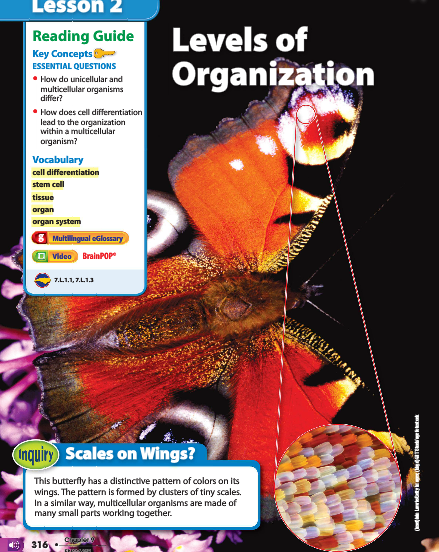 Lesson 2
Reading Guide
Key Concepts
ESSENTIAL QUESTIONS
• How do unicellular and
multicellular organisms
differ?
• How does cell differentiation
lead to the organization
within a multicellular
organism?
Vocabulary
cell differentiation
stem cell
tissue
organ
organ system
g Multilingual eGlossary
Video BrainPOP®
7.L.1.1, 7.L.1.3
Levels of
Organization
Inquiry Scales on Wings?
This butterfly has a distinctive pattern of colors on its
wings. The pattern is formed by clusters of tiny scales.
In a similar way, multicellular organisms are made of
many small parts working together.
316 •